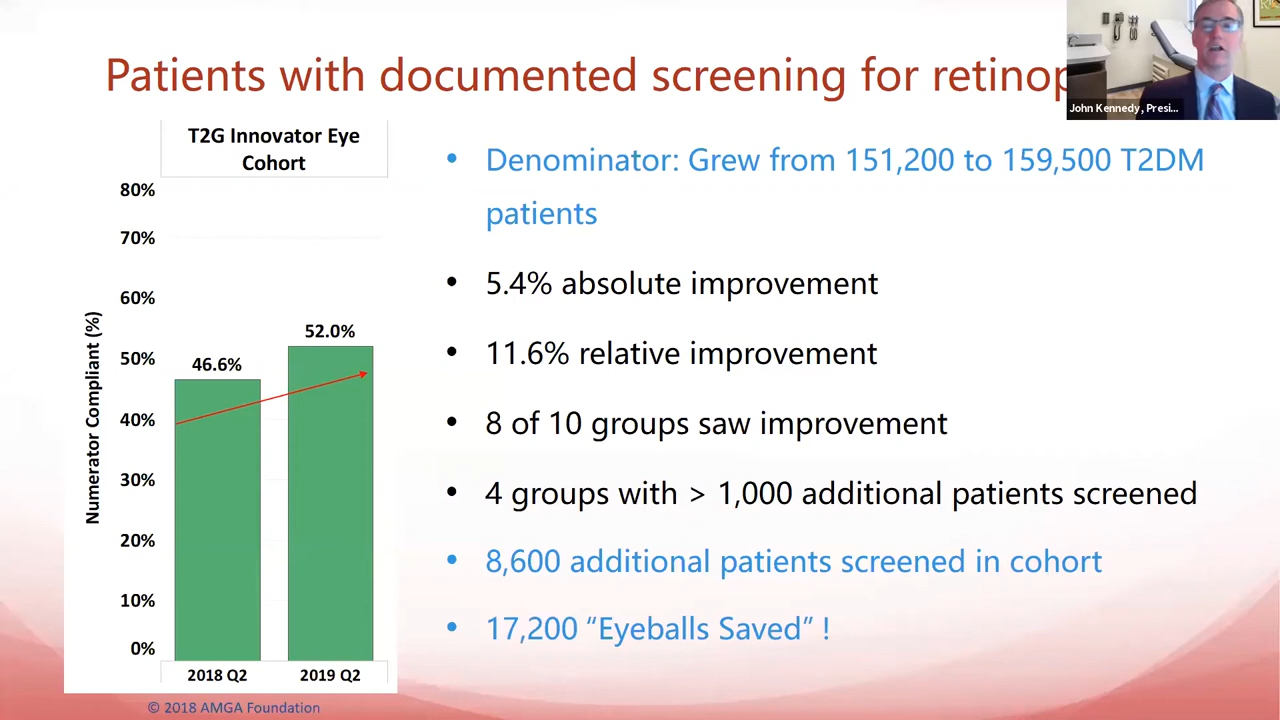 Patients with documented screening for retinop
John Kennedy, Presi...
T2G Innovator Eye
Cohort
80%
70%
60%
50%
40%
30%
20%
10%
0%
Numerator Compliant (%)
46.6%
52.0%
2018 Q2
2019 Q2
• Denominator: Grew from 151,200 to 159,500 T2DM
patients
• 5.4% absolute improvement
• 11.6% relative improvement
• 8 of 10 groups saw improvement
• 4 groups with > 1,000 additional patients screened
• 8,600 additional patients screened in cohort
• 17,200 “Eyeballs Saved” !
© 2018 AMGA Foundation